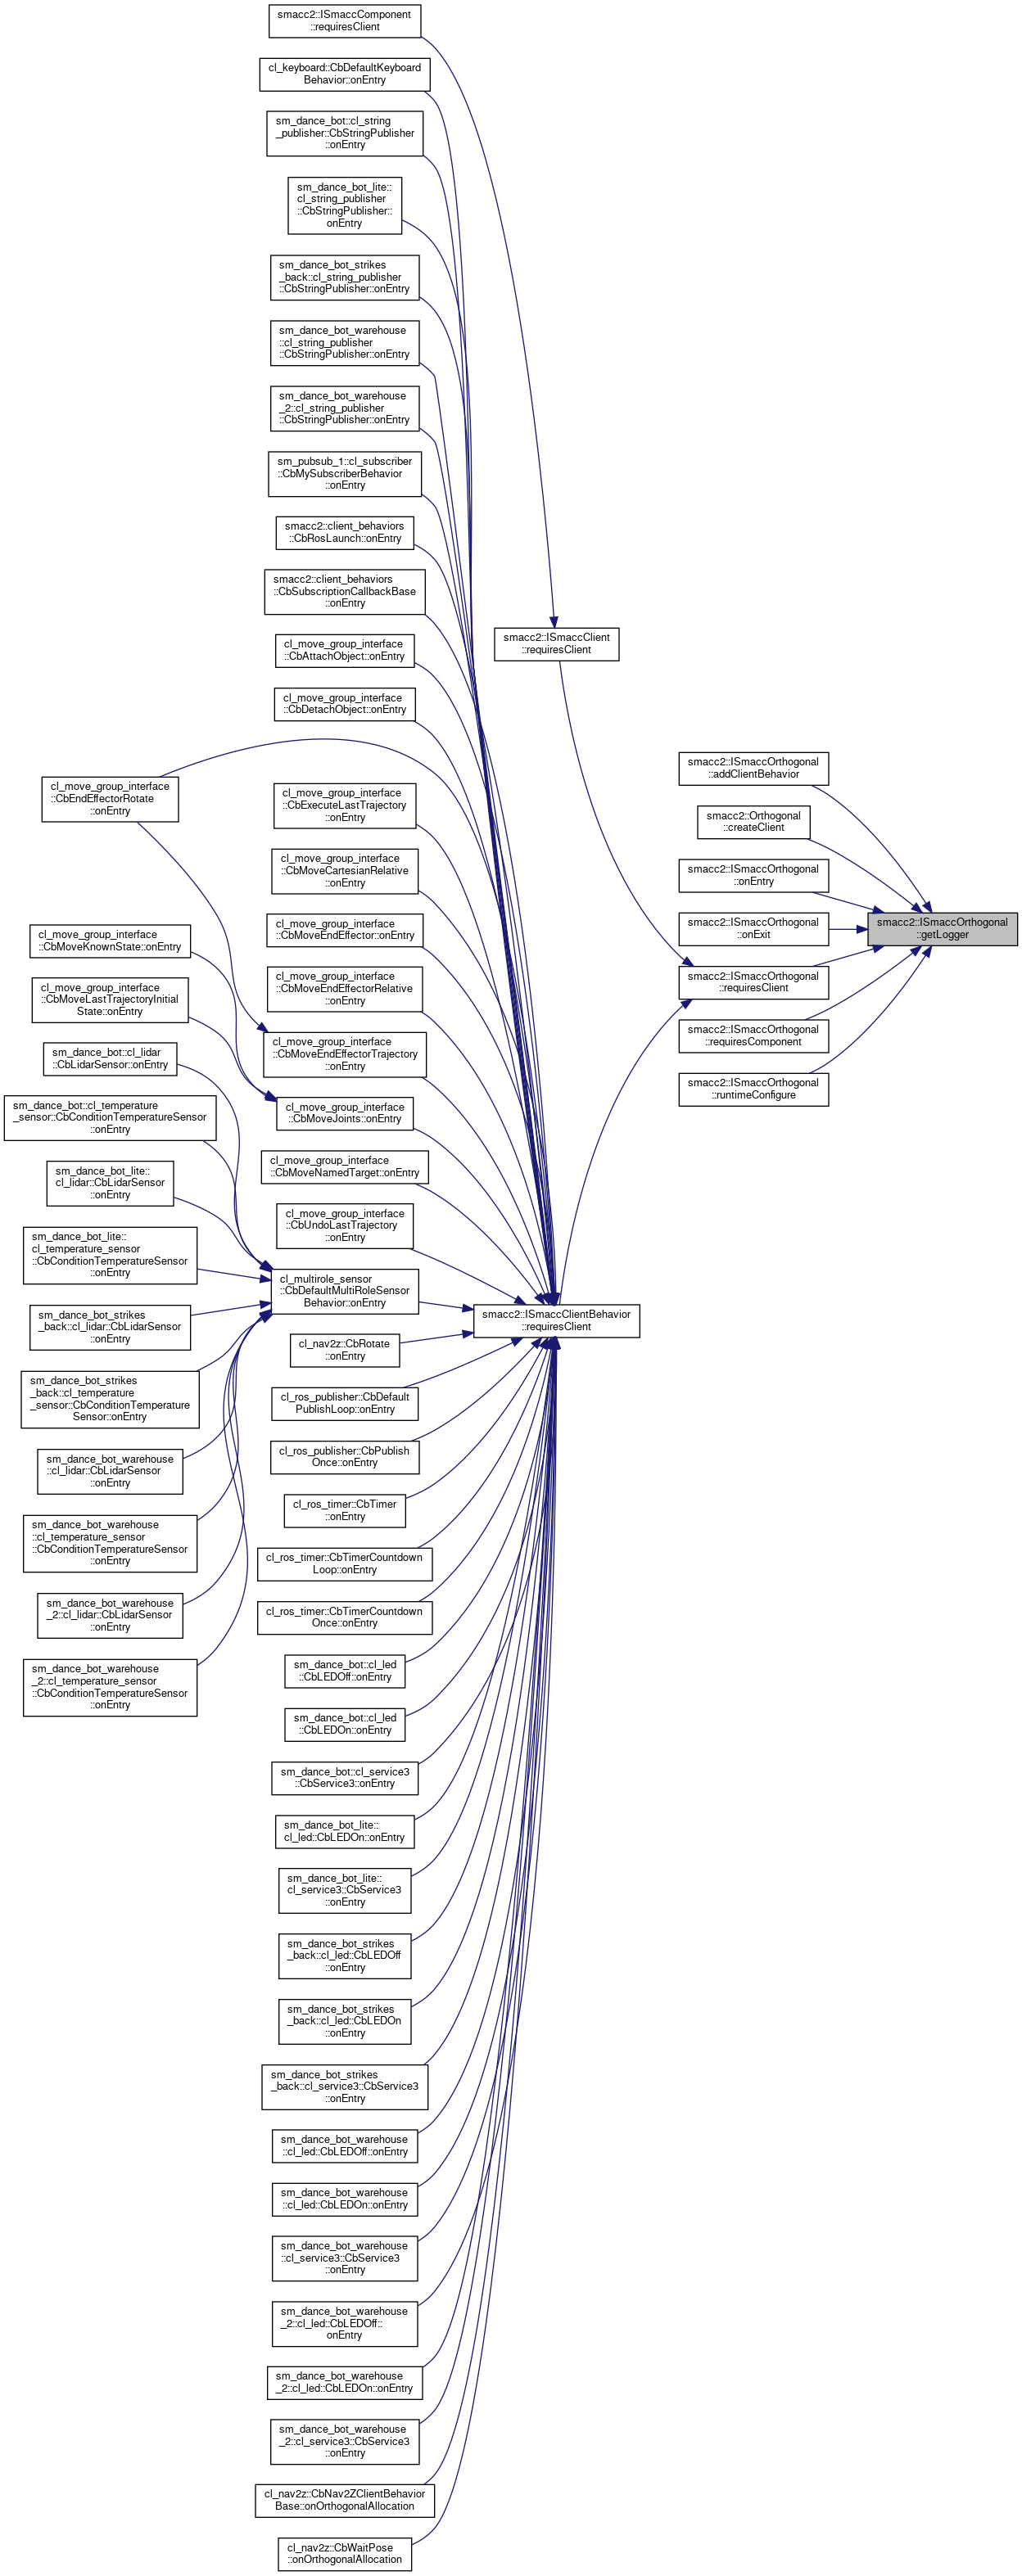 smacc2::ISmaccComponent
::requiresClient
cl_keyboard::CbDefaultKeyboard
Behavior::onEntry
sm_dance_bot::cl_string
_publisher::CbStringPublisher
::onEntry
sm_dance_bot_lite::
cl_string_publisher
::CbStringPublisher::
onEntry
sm_dance_bot_strikes
_back::cl_string_publisher
::CbStringPublisher::onEntry
sm_dance_bot_warehouse
::cl_string_publisher
::CbStringPublisher::onEntry
sm_dance_bot_warehouse
_2::cl_string_publisher
::CbStringPublisher::onEntry
sm_pubsub_1::cl_subscriber
::CbMySubscriberBehavior
::onEntry
smacc2::client_behaviors
::CbRosLaunch::onEntry
smacc2::client_behaviors
::CbSubscriptionCallbackBase
::onEntry
cl_move_group_interface
::CbAttachObject::onEntry
cl_move_group_interface
::CbDetachObject::onEntry
cl_move_group_interface
::CbExecuteLastTrajectory
::onEntry
cl_move_group_interface
::CbMoveCartesianRelative
::onEntry
cl_move_group_interface
::CbMoveEndEffector::onEntry
cl_move_group_interface
::CbMoveEndEffectorRelative
::onEntry
cl_move_group_interface
::CbMoveEndEffectorTrajectory
::onEntry
cl_move_group_interface
::CbMoveJoints::onEntry
cl_move_group_interface
::CbMoveNamedTarget::onEntry
cl_move_group_interface
::CbUndoLastTrajectory
::onEntry
cl_multirole_sensor
::CbDefaultMultiRoleSensor
Behavior::onEntry
cl_nav2z::CbRotate
::onEntry
cl_ros_publisher::CbDefault
PublishLoop::onEntry
cl_ros_publisher::CbPublish
Once::onEntry
cl_ros_timer::CbTimer
::onEntry
cl_ros_timer::CbTimerCountdown
Loop::onEntry
cl_ros_timer::CbTimerCountdown
Once::onEntry
sm_dance_bot::cl_led
::CbLEDOff::onEntry
sm_dance_bot::cl_led
::CbLEDOn::onEntry
sm_dance_bot::cl_service3
::CbService3::onEntry
sm_dance_bot_lite::
cl_led::CbLEDOn::onEntry
sm_dance_bot_lite::
cl_service3::CbService3
::onEntry
sm_dance_bot_strikes
_back::cl_led::CbLEDOff
::onEntry
sm_dance_bot_strikes
_back::cl_led::CbLEDOn
::onEntry
sm_dance_bot_strikes
_back::cl_service3::CbService3
::onEntry
sm_dance_bot_warehouse
::cl_led::CbLEDOff::onEntry
sm_dance_bot_warehouse
::cl_led::CbLEDOn::onEntry
sm_dance_bot_warehouse
::cl_service3::CbService3
::onEntry
sm_dance_bot_warehouse
_2::cl_led::CbLEDOff::
onEntry
sm_dance_bot_warehouse
_2::cl_led::CbLEDOn::onEntry
sm_dance_bot_warehouse
_2::cl_service3::CbService3
::onEntry
cl_nav2z::CbNav2ZClientBehavior
Base::onOrthogonalAllocation
cl_nav2z::CbWaitPose
::onOrthogonalAllocation
cl_move_group_interface
::CbEndEffectorRotate
::onEntry
cl_move_group_interface
::CbMoveKnownState::onEntry
cl_move_group_interface
::CbMoveLastTrajectoryInitial
State::onEntry
sm_dance_bot::cl_lidar
::CbLidarSensor::onEntry
sm_dance_bot::cl_temperature
_sensor::CbConditionTemperatureSensor
::onEntry
sm_dance_bot_lite::
cl_lidar::CbLidarSensor
::onEntry
sm_dance_bot_lite::
cl_temperature_sensor
::CbConditionTemperatureSensor
::onEntry
sm_dance_bot_strikes
_back::cl_lidar::CbLidarSensor
::onEntry
sm_dance_bot_strikes
_back::cl_temperature
_sensor::CbConditionTemperature
Sensor::onEntry
sm_dance_bot_warehouse
::cl_lidar::CbLidarSensor
::onEntry
sm_dance_bot_warehouse
::cl_temperature_sensor
::CbConditionTemperatureSensor
::onEntry
sm_dance_bot_warehouse
_2::cl_lidar::CbLidarSensor
::onEntry
sm_dance_bot_warehouse
_2::cl_temperature_sensor
::CbConditionTemperatureSensor
::onEntry
smacc2::ISmaccClient
::requiresClient
smacc2::ISmaccClientBehavior
::requiresClient
smacc2::ISmaccOrthogonal
::addClientBehavior
smacc2::Orthogonal
::createClient
smacc2::ISmaccOrthogonal
::onEntry
smacc2::ISmaccOrthogonal
::onExit
smacc2::ISmaccOrthogonal
::requiresClient
smacc2::ISmaccOrthogonal
::requiresComponent
smacc2::ISmaccOrthogonal
::runtimeConfigure
smacc2::ISmaccOrthogonal
::getLogger